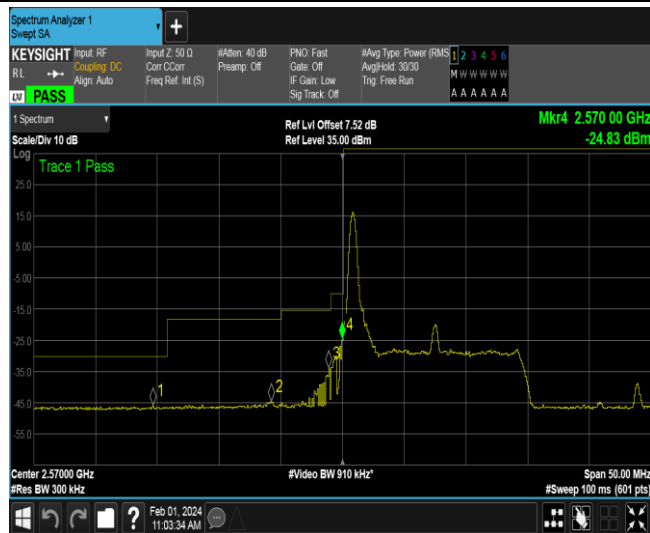 Spectrum Analyzer 1
Swept SA
+
KEYSIGHT
RL
LXI PASS
Input: RF
Coupling: DC
Align: Auto
Input Z: 50 Ω
Corr CCorr
Freq Ref: Int (S)
#Atten: 40 dB
Preamp: Off
PNO: Fast
Gate: Off
IF Gain: Low
Sig Track: Off
#Avg Type: Power (RMS
Avg|Hold: 30/30
Trig: Free Run
1 2 3 4 5 6
M W W W W W
A A A A A A
1 Spectrum
Scale/Div 10 dB
Ref Lvl Offset 7.52 dB
Ref Level 35.00 dBm
Mkr4 2.570 00 GHz
-24.83 dBm
Log
Trace 1 Pass
25.0
15.0
5.00
-5.00
-15.0
-25.0
-35.0
-45.0
-55.0
1
2
3
4
Center 2.57000 GHz
#Res BW 300 kHz
#Video BW 910 kHz*
Span 50.00 MHz
#Sweep 100 ms (601 pts)
?
Feb 01, 2024
11:03:34 AM